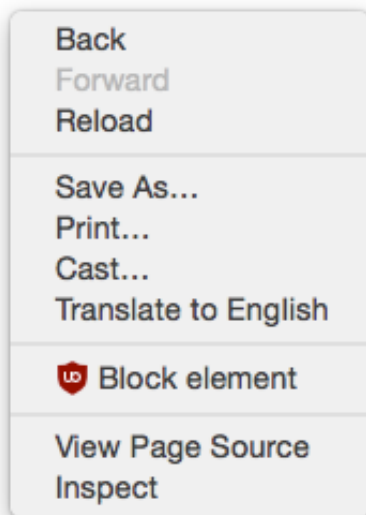 Back
Forward
Reload
Save As...
Print...
Cast...
Translate to English
Block element
View Page Source
Inspect